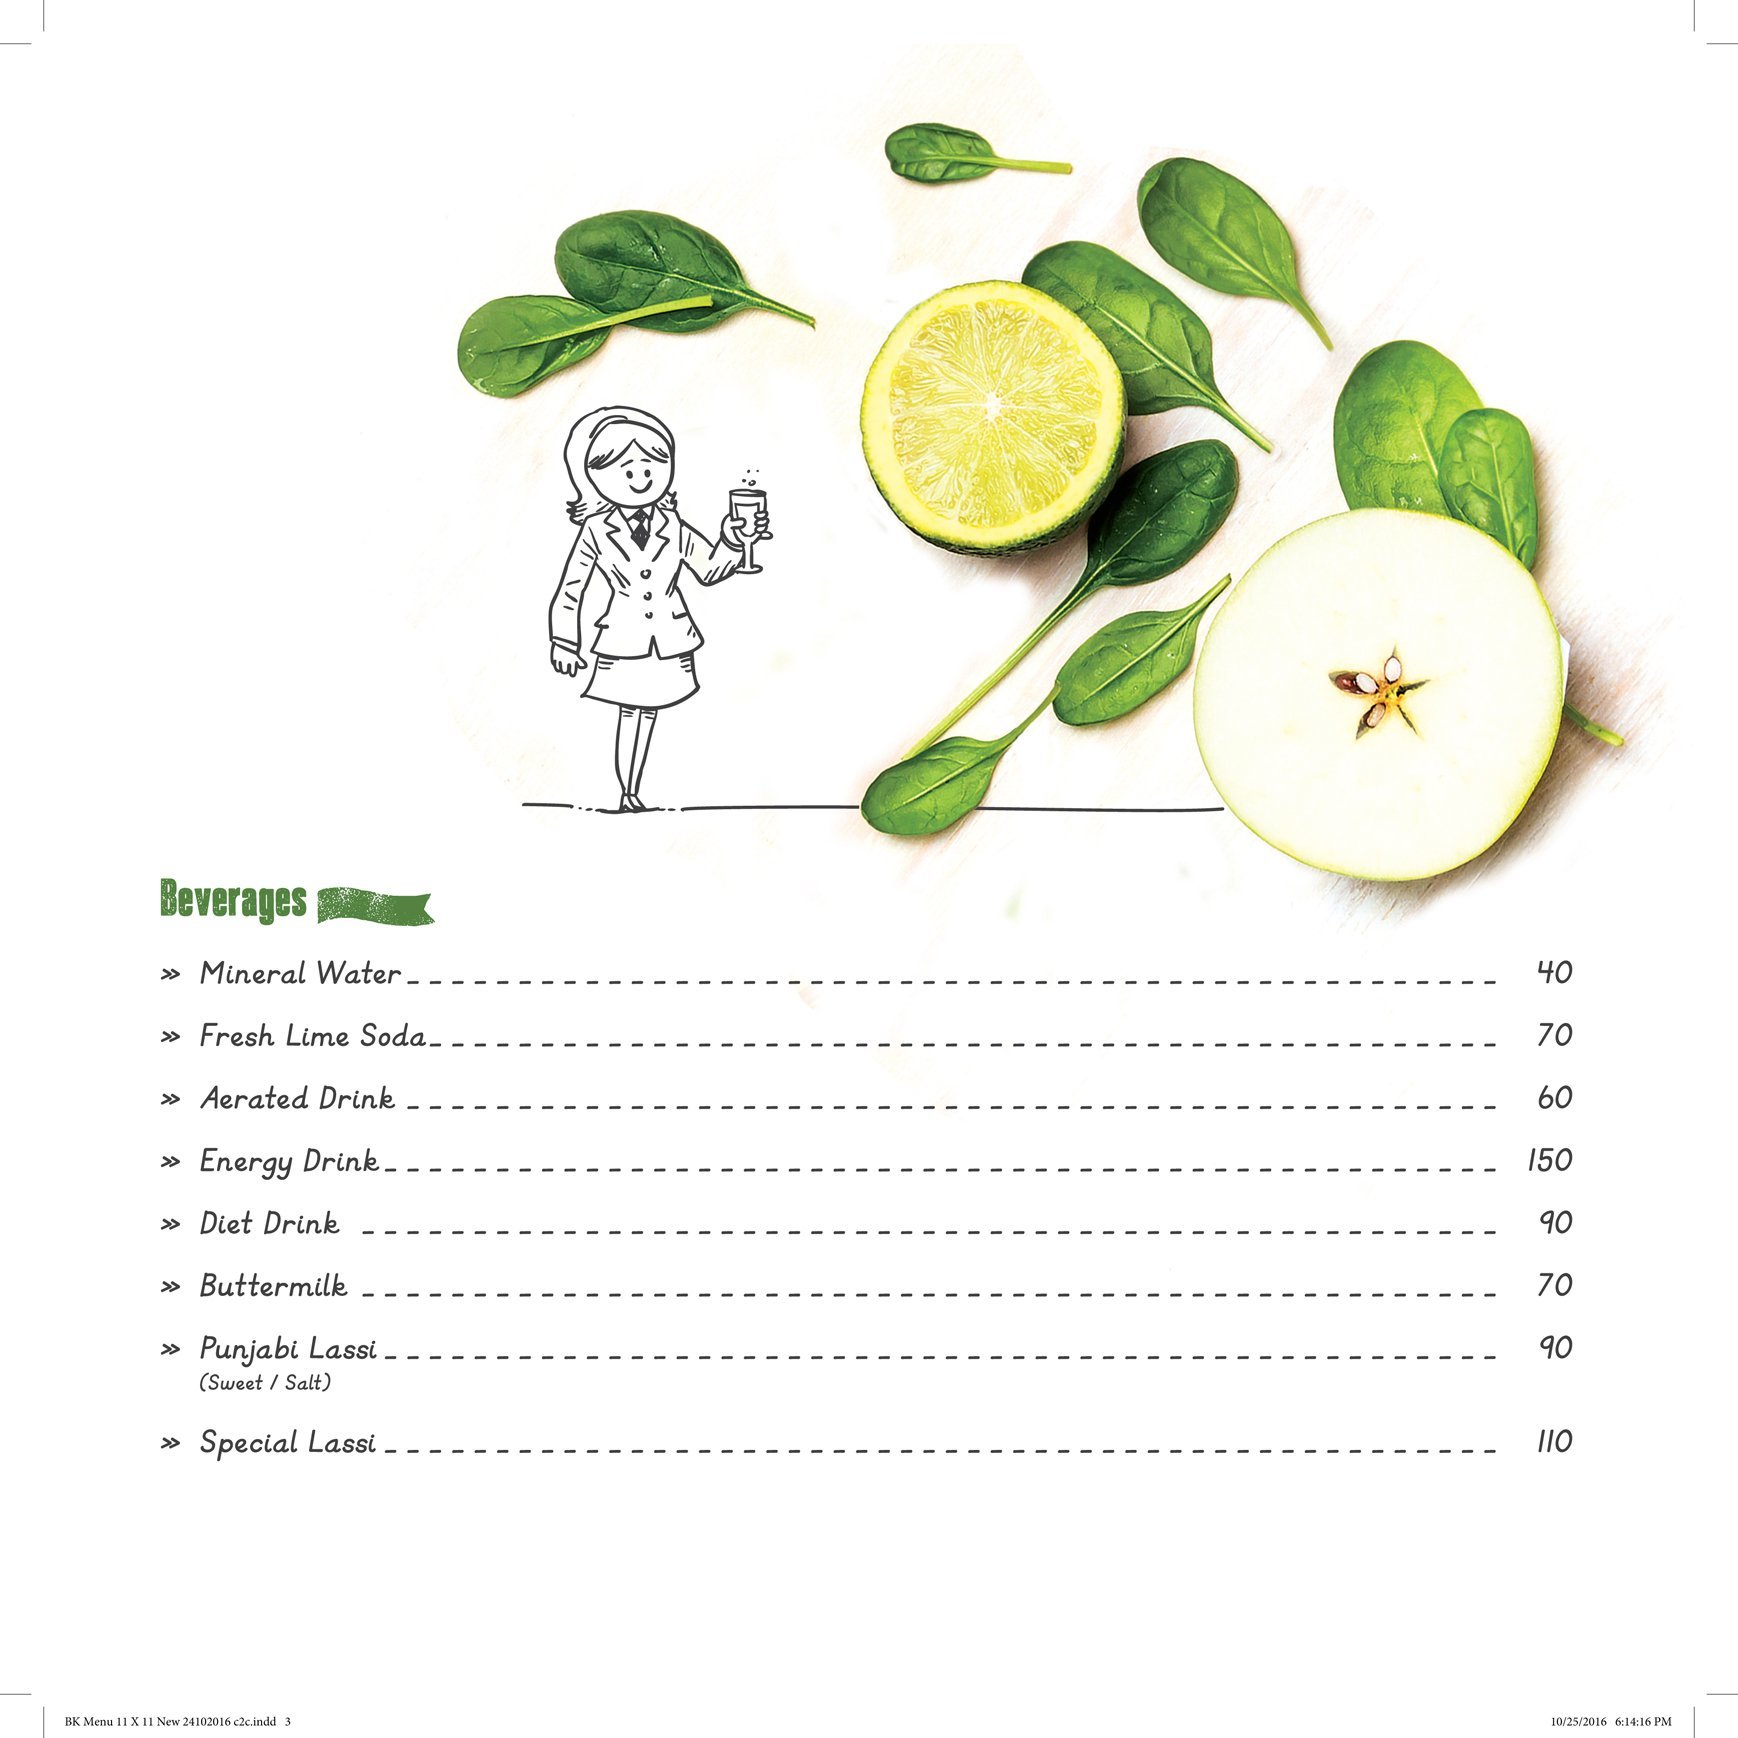 Beverages
» Mineral Water 40
» Fresh Lime Soda 70
» Aerated Drink 60
» Energy Drink 150
» Diet Drink 90
» Buttermilk 70
» Punjabi Lassi 90
(Sweet / Salt)
» Special Lassi 110
BK Menu 11 X 11 New 24102016 c2c.indd 3 10/25/2016 6:14:16 PM